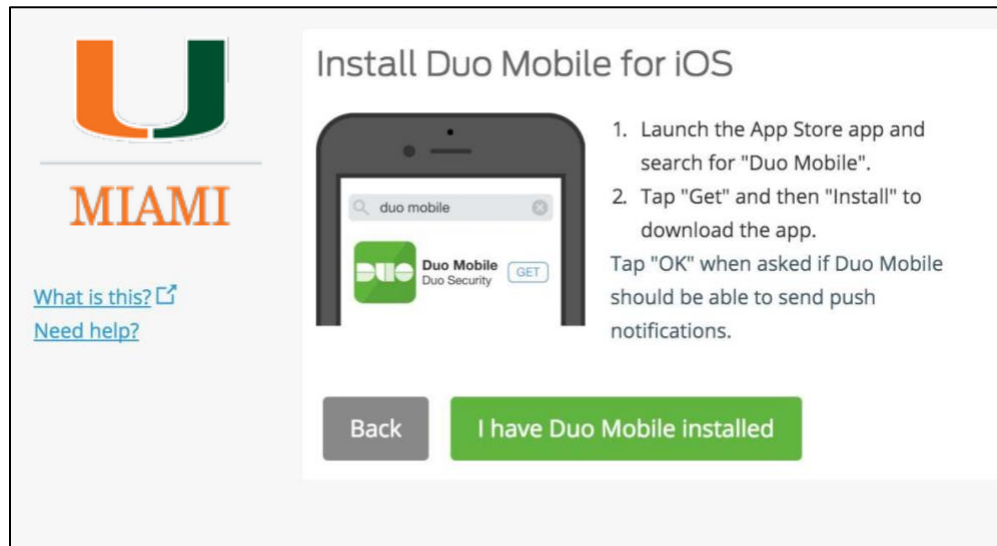 U
MIAMI
What is this?
Need help?
Install Duo Mobile for iOS
duo mobile
DUO
Duo Mobile
Duo Security
GET
1. Launch the App Store app and
search for "Duo Mobile".
2. Tap "Get" and then "Install" to
download the app.
Tap "OK" when asked if Duo Mobile
should be able to send push
notifications.
Back
I have Duo Mobile installed